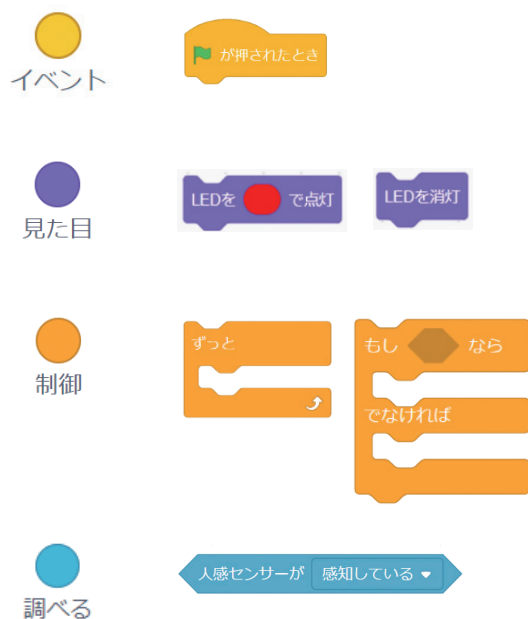 イベント
が押されたとき
見た目
LEDを で点灯
LEDを消灯
制御
ずっと
もし なら
でなければ
調べる
人感センサーが 感知している